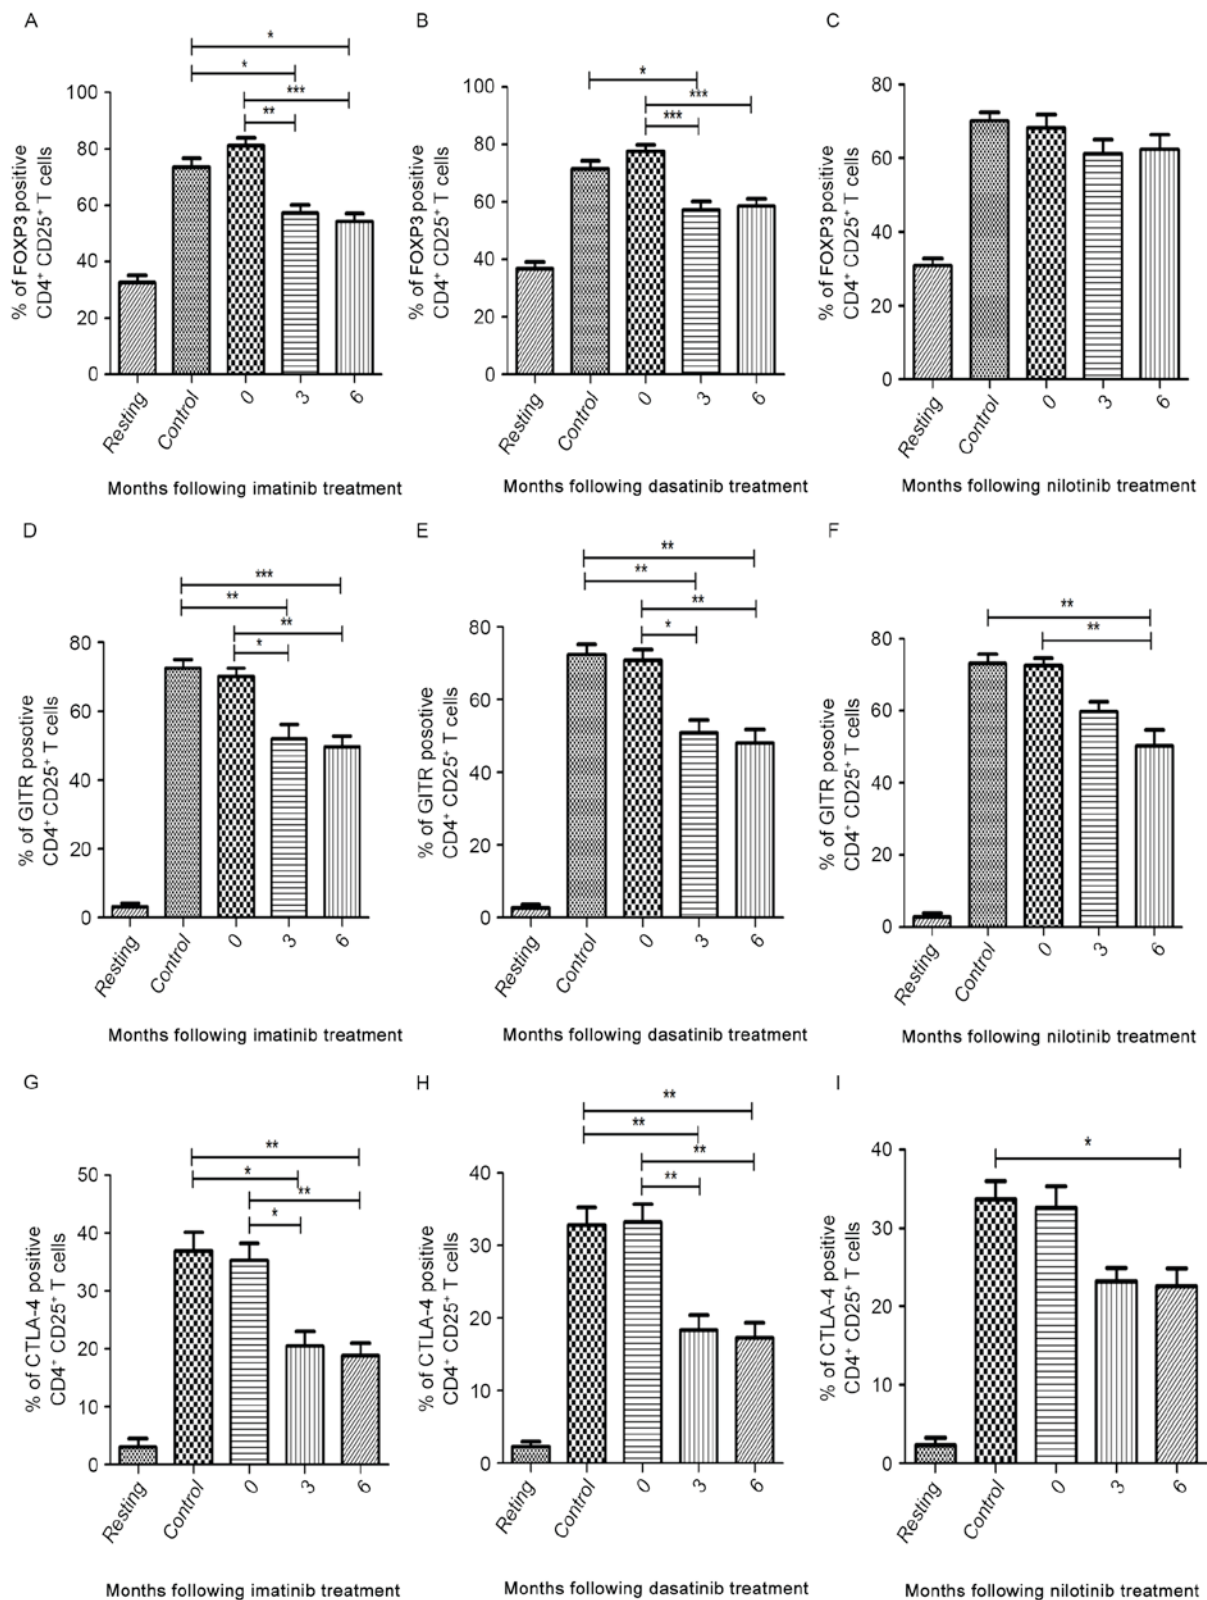 A
*
*
***
**
100
80
60
40
20
0
% of FOXP3 positive
CD4⁺ CD25⁺ T cells
Resting
Control
0
3
6
Months following imatinib treatment
B
*
***
***
100
80
60
40
20
0
% of FOXP3 positive
CD4⁺ CD25⁺ T cells
Resting
Control
0
3
6
Months following dasatinib treatment
C
80
60
40
20
0
% of FOXP3 positive
CD4⁺ CD25⁺ T cells
Resting
Control
0
3
6
Months following nilotinib treatment
D
***
**
**
*
80
60
40
20
0
% of GITR posotive
CD4⁺ CD25⁺ T cells
Resting
Control
0
3
6
Months following imatinib treatment
E
**
**
**
*
80
60
40
20
0
% of GITR positive
CD4⁺ CD25⁺ T cells
Resting
Control
0
3
6
Months following dasatinib treatment
F
**
**
80
60
40
20
0
% of GITR posotive
CD4⁺ CD25⁺ T cells
Resting
Control
0
3
6
Months following nilotinib treatment
G
**
*
**
*
50
40
30
20
10
0
% of CTLA-4 positive
CD4⁺ CD25⁺ T cells
Resting
Control
0
3
6
Months following imatinib treatment
H
**
**
**
**
40
30
20
10
0
% of CTLA-4 positive
CD4⁺ CD25⁺ T cells
Reting
Control
0
3
6
Months following dasatinib treatment
I
*
40
30
20
10
0
% of CTLA-4 positive
CD4⁺ CD25⁺ T cells
Resting
Control
0
3
6
Months following nilotinib treatment